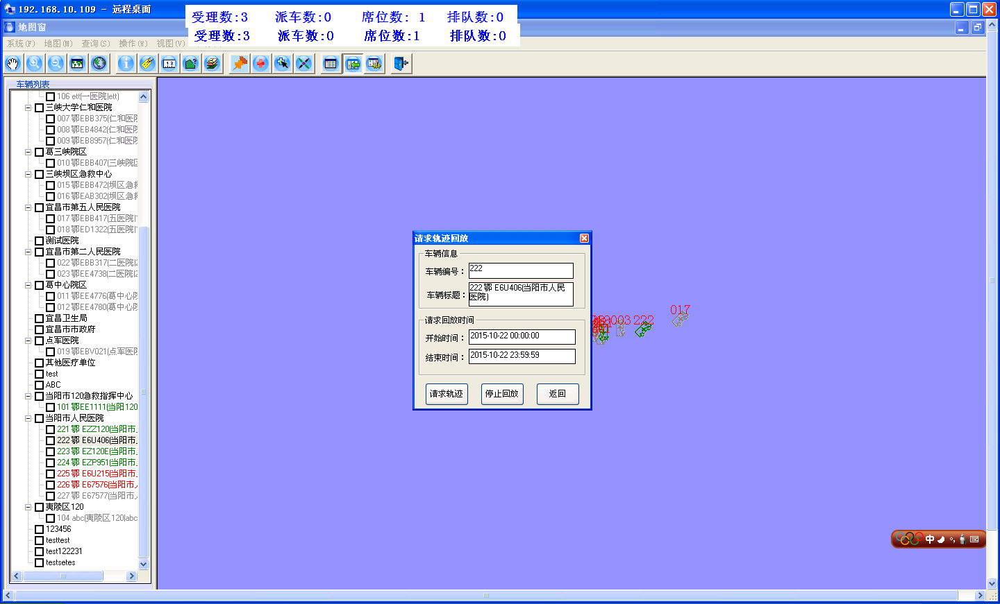 192.168.10.109 - 远程桌面
受理数:3 派车数:0 席位数: 1 排队数:0
地图窗
受理数:3 派车数:0 席位数:1 排队数:0
系统(F) 地图(M) 查询(S) 操作(W) 视图(V)
车辆列表
106 ett(一医院|ett)
三峡大学仁和医院
007 鄂EBB375(仁和医院
008 鄂EB4842(仁和医院
009 鄂EB8957(仁和医院
葛三峡院区
010 鄂EBB407(三峡院区
三峡坝区急救中心
015 鄂EBB472(坝区急救
016 鄂EAB302(坝区急救
宜昌市第五人民医院
017 鄂EBB417(五医院|
018 鄂ED1322(五医院|
测试医院
宜昌市第二人民医院
022 鄂EBB317(二医院|2
023 鄂EE4738(二医院|2
葛中心院区
011 鄂EE4776(葛中心院
012 鄂EE4780(葛中心院
宜昌卫生局
宜昌市市政府
点军医院
019 鄂EBV021(点军医院
其他医疗单位
test
ABC
当阳市120急救指挥中心
101 鄂EE1111(当阳120
当阳市人民医院
221 鄂 EZZ120(当阳市
222 鄂 E6U406(当阳市
223 鄂 EZ120E(当阳市
224 鄂 EZP951(当阳市
225 鄂 E6U215(当阳市
226 鄂 E67576(当阳市
227 鄂 E67577(当阳市
夷陵区120
104 abc(夷陵区120|abc
123456
testtest
test122231
testsetes
请求轨迹回放
车辆信息
车辆编号： 222
车辆标题： 222 鄂 E6U406(当阳市人民
医院)
请求回放时间
开始时间： 2015-10-22 00:00:00
结束时间： 2015-10-22 23:59:59
请求轨迹 停止回放 返回
003 222 017
中